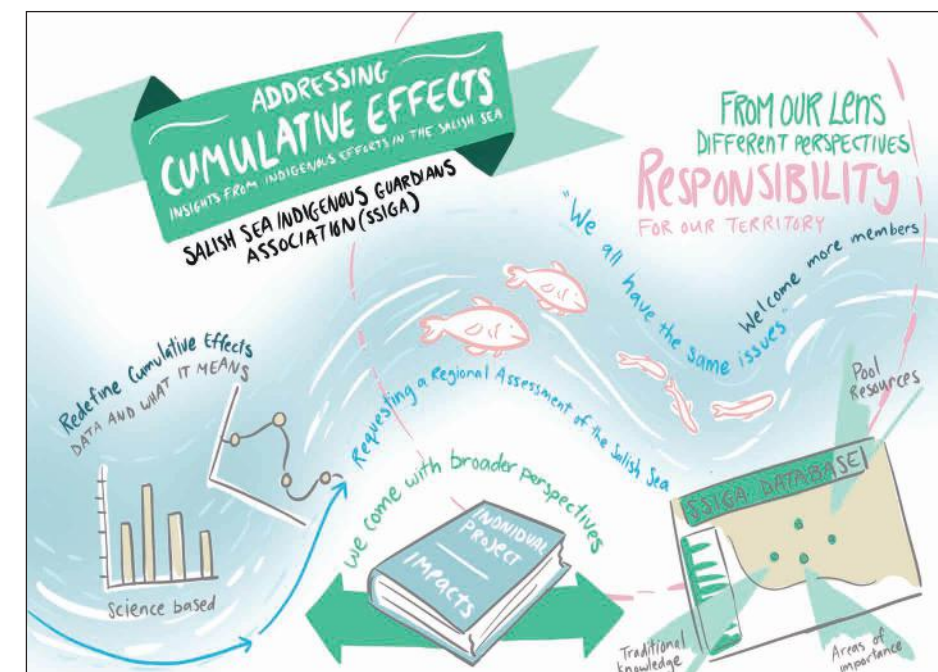 ADDRESSING
CUMULATIVE EFFECTS
INSIGHTS FROM INDIGENOUS EFFORTS IN THE SALISH SEA
SALISH SEA INDIGENOUS GUARDIANS
ASSOCIATION (SSIGA)
FROM OUR LENS
DIFFERENT PERSPECTIVES
RESPONSIBILITY
FOR OUR TERRITORY
"We all have the same issues"
Welcome more members
Redefine Cumulative Effects
DATA AND WHAT IT MEANS
Science based
Requesting a Regional Assessment of the Salish Sea
We come with broader perspectives
INDIVIDUAL
PROJECT
IMPACTS
Pool
Resources
SSIGA DATABASE
Traditional
knowledge
Areas of
importance